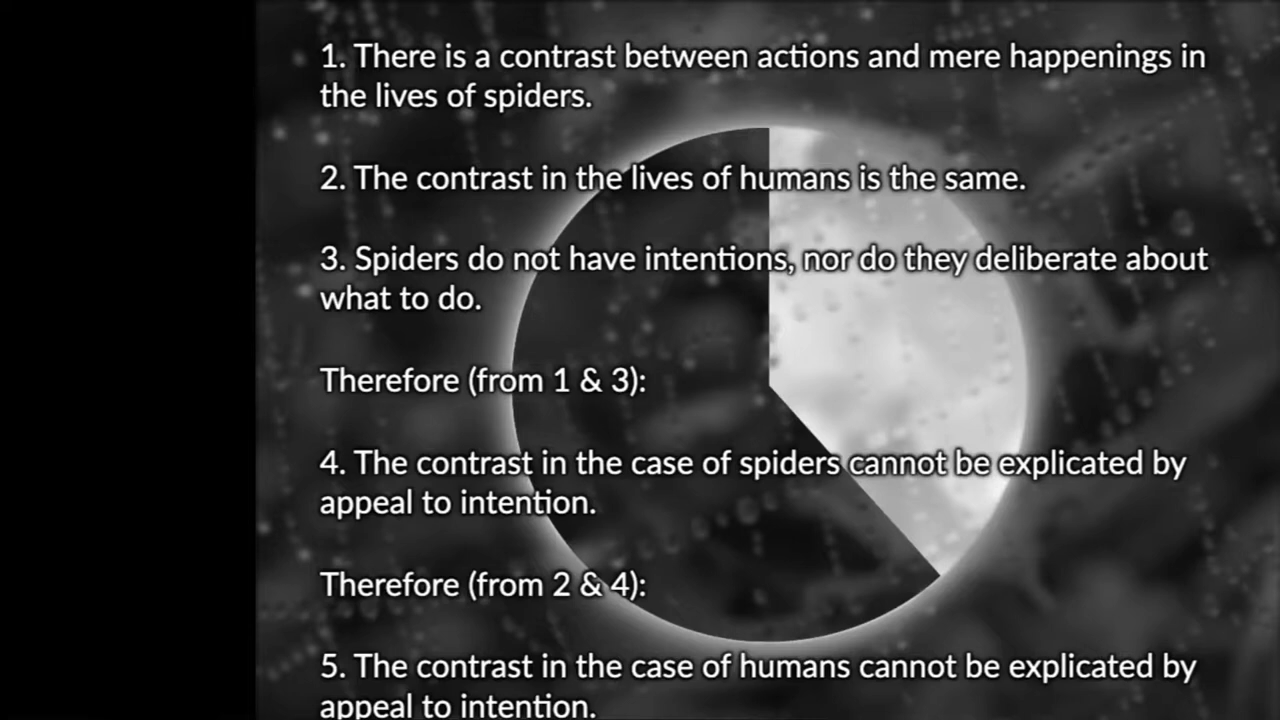 1. There is a contrast between actions and mere happenings in
the lives of spiders.
2. The contrast in the lives of humans is the same.
3. Spiders do not have intentions, nor do they deliberate about
what to do.
Therefore (from 1 & 3):
4. The contrast in the case of spiders cannot be explicated by
appeal to intention.
Therefore (from 2 & 4):
5. The contrast in the case of humans cannot be explicated by
appeal to intention.